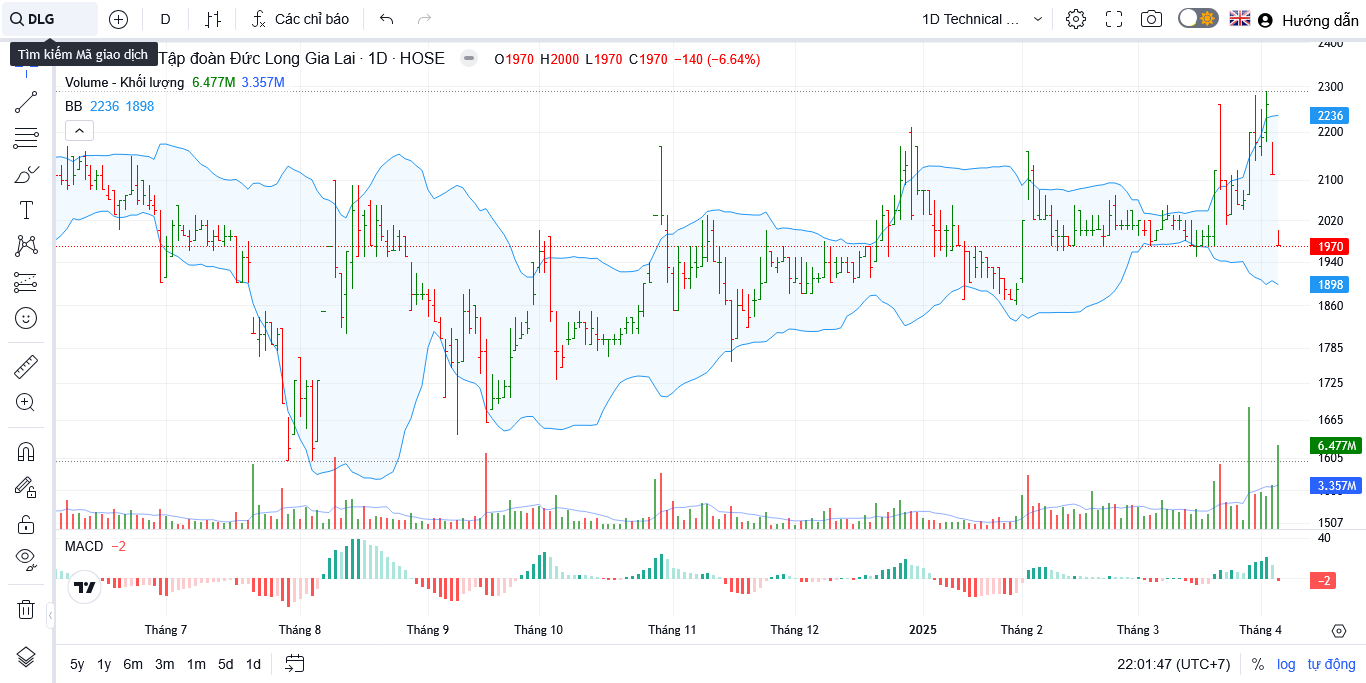 DLG
D
Các chỉ báo
1D Technical ...
Hướng dẫn
Tìm kiếm Mã giao dịch
Tập đoàn Đức Long Gia Lai · 1D · HOSE
O1970 H2000 L1970 C1970 −140 (−6.64%)
Volume - Khối lượng 6.477M 3.357M
BB 2236 1898
2400
2300
2236
2200
2100
2020
1970
1940
1898
1860
1785
1725
1665
6.477M
1605
3.357M
1507
MACD −2
40
−2
Tháng 7
Tháng 8
Tháng 9
Tháng 10
Tháng 11
Tháng 12
2025
Tháng 2
Tháng 3
Tháng 4
5y 1y 6m 3m 1m 5d 1d
22:01:47 (UTC+7)
% log tự động